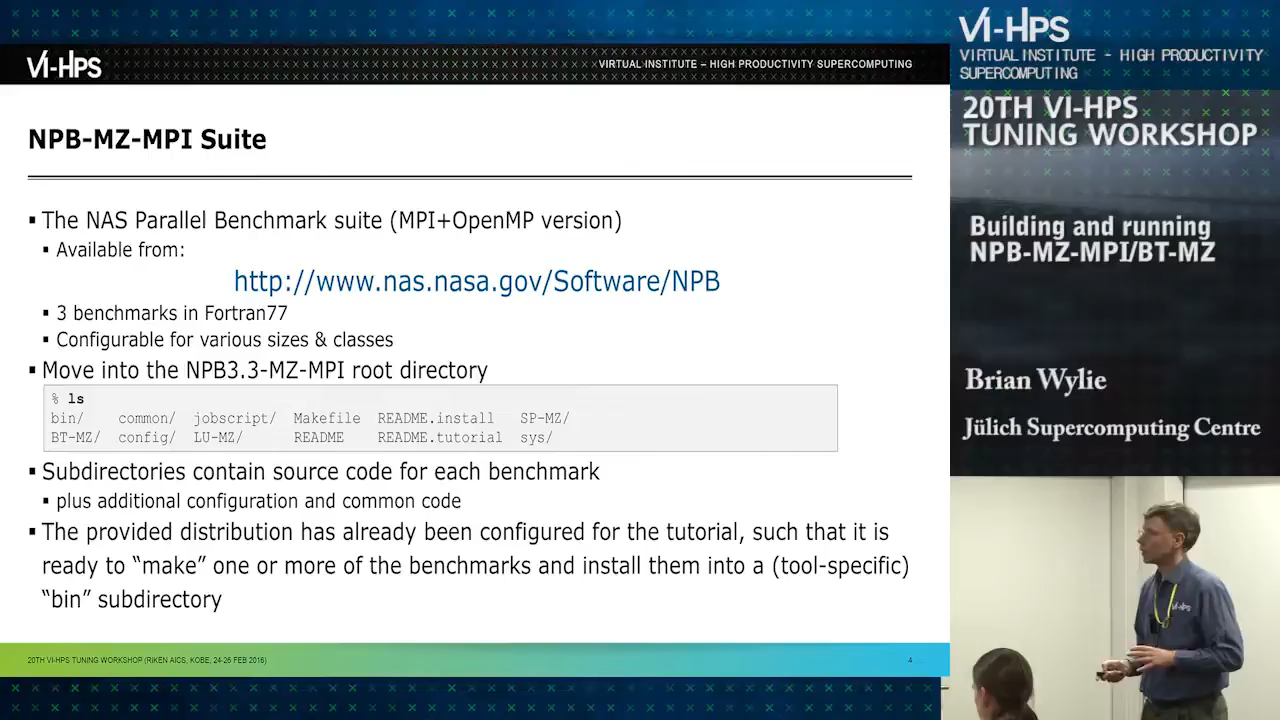 VI-HPS
VIRTUAL INSTITUTE – HIGH PRODUCTIVITY SUPERCOMPUTING
NPB-MZ-MPI Suite
▪ The NAS Parallel Benchmark suite (MPI+OpenMP version)
▪ Available from:
http://www.nas.nasa.gov/Software/NPB
▪ 3 benchmarks in Fortran77
▪ Configurable for various sizes & classes
▪ Move into the NPB3.3-MZ-MPI root directory
% ls
bin/ common/ jobscript/ Makefile README.install SP-MZ/
BT-MZ/ config/ LU-MZ/ README README.tutorial sys/
▪ Subdirectories contain source code for each benchmark
▪ plus additional configuration and common code
▪ The provided distribution has already been configured for the tutorial, such that it is
ready to “make” one or more of the benchmarks and install them into a (tool-specific)
“bin” subdirectory
20TH VI-HPS TUNING WORKSHOP (RIKEN AICS, KOBE, 24-26 FEB 2016)
4
VI-HPS
VIRTUAL INSTITUTE - HIGH PRODUCTIVITY
SUPERCOMPUTING
20TH VI-HPS
TUNING WORKSHOP
Building and running
NPB-MZ-MPI/BT-MZ
Brian Wylie
Jülich Supercomputing Centre
VI-HPS